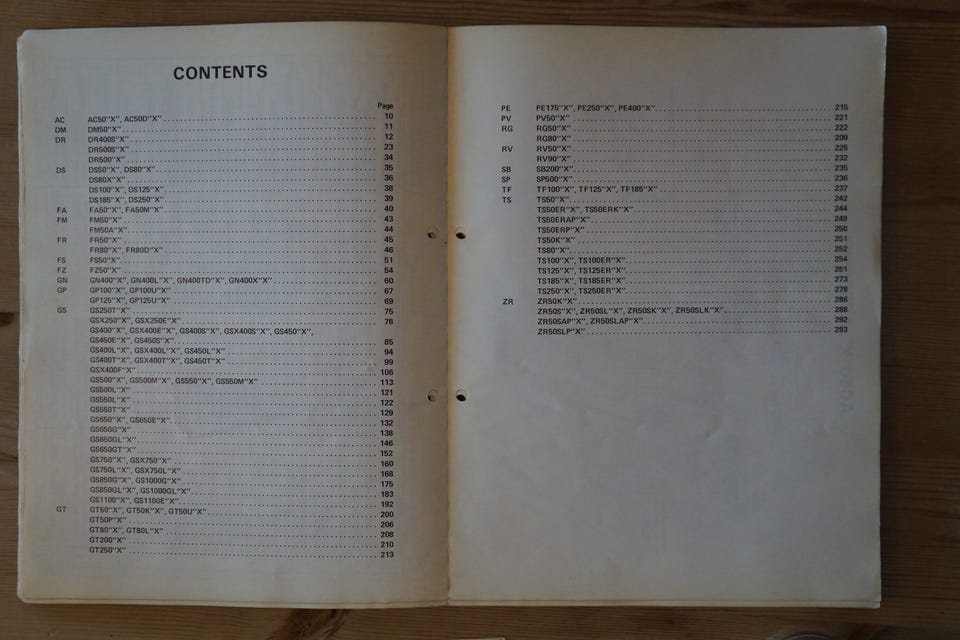 CONTENTS
Page
AC AC50"X", AC50D"X" 10
DM DM50"X" 11
DR DR400S"X" 12
DR500S"X" 23
DR500"X" 34
DS DS50"X", DS80"X" 35
DS80X"X" 36
DS100"X", DS125"X" 38
DS185"X", DS250"X" 39
FA FA50"X", FA50M"X" 40
FM FM50"X" 43
FM50A"X" 44
FR FR50"X" 45
FR80"X", FR80D"X" 46
FS FS50"X" 51
FZ FZ50"X" 54
GN GN400"X", GN400L"X", GN400TD"X", GN400X"X" 60
GP GP100"X", GP100U"X" 67
GP125"X", GP125U"X" 69
GS GS250T"X" 75
GSX250"X", GSX250E"X" 78
GS400"X", GSX400E"X", GS400S"X", GSX400S"X", GS450"X",
GS450E"X", GS450S"X" 85
GS400L"X", GSX400L"X", GS450L"X" 94
GS400T"X", GSX400T"X", GS450T"X" 99
GSX400F"X" 106
GS500"X", GS500M"X", GS550"X", GS550M"X" 113
GS500L"X" 121
GS550L"X" 122
GS550T"X" 129
GS650"X", GS650E"X" 132
GS650G"X" 138
GS650GL"X" 146
GS650GT"X" 152
GS750"X", GSX750"X" 160
GS750L"X", GSX750L"X" 168
GS850G"X", GS1000G"X" 175
GS850GL"X", GS1000GL"X" 183
GS1100"X", GS1100E"X" 192
GT GT50"X", GT50K"X", GT50U"X" 200
GT50P"X" 206
GT80"X", GT80L"X" 208
GT200"X" 210
GT250"X" 213
PE PE175"X", PE250"X", PE400"X" 215
PV PV50"X" 221
RG RG50"X" 222
RG80"X" 209
RV RV50"X" 225
RV90"X" 232
SB SB200"X" 235
SP SP500"X" 236
TF TF100"X", TF125"X", TF185"X" 237
TS TS50"X" 242
TS50ER"X", TS50ERK"X" 244
TS50ERAP"X" 249
TS50ERP"X" 250
TS50K"X" 251
TS80"X" 252
TS100"X", TS100ER"X" 254
TS125"X", TS125ER"X" 261
TS185"X", TS185ER"X" 273
TS250"X", TS250ER"X" 278
ZR ZR50K"X" 286
ZR50S"X", ZR50SL"X", ZR50SK"X", ZR50SLK"X" 288
ZR50SAP"X", ZR50SLAP"X" 292
ZR50SLP"X" 293